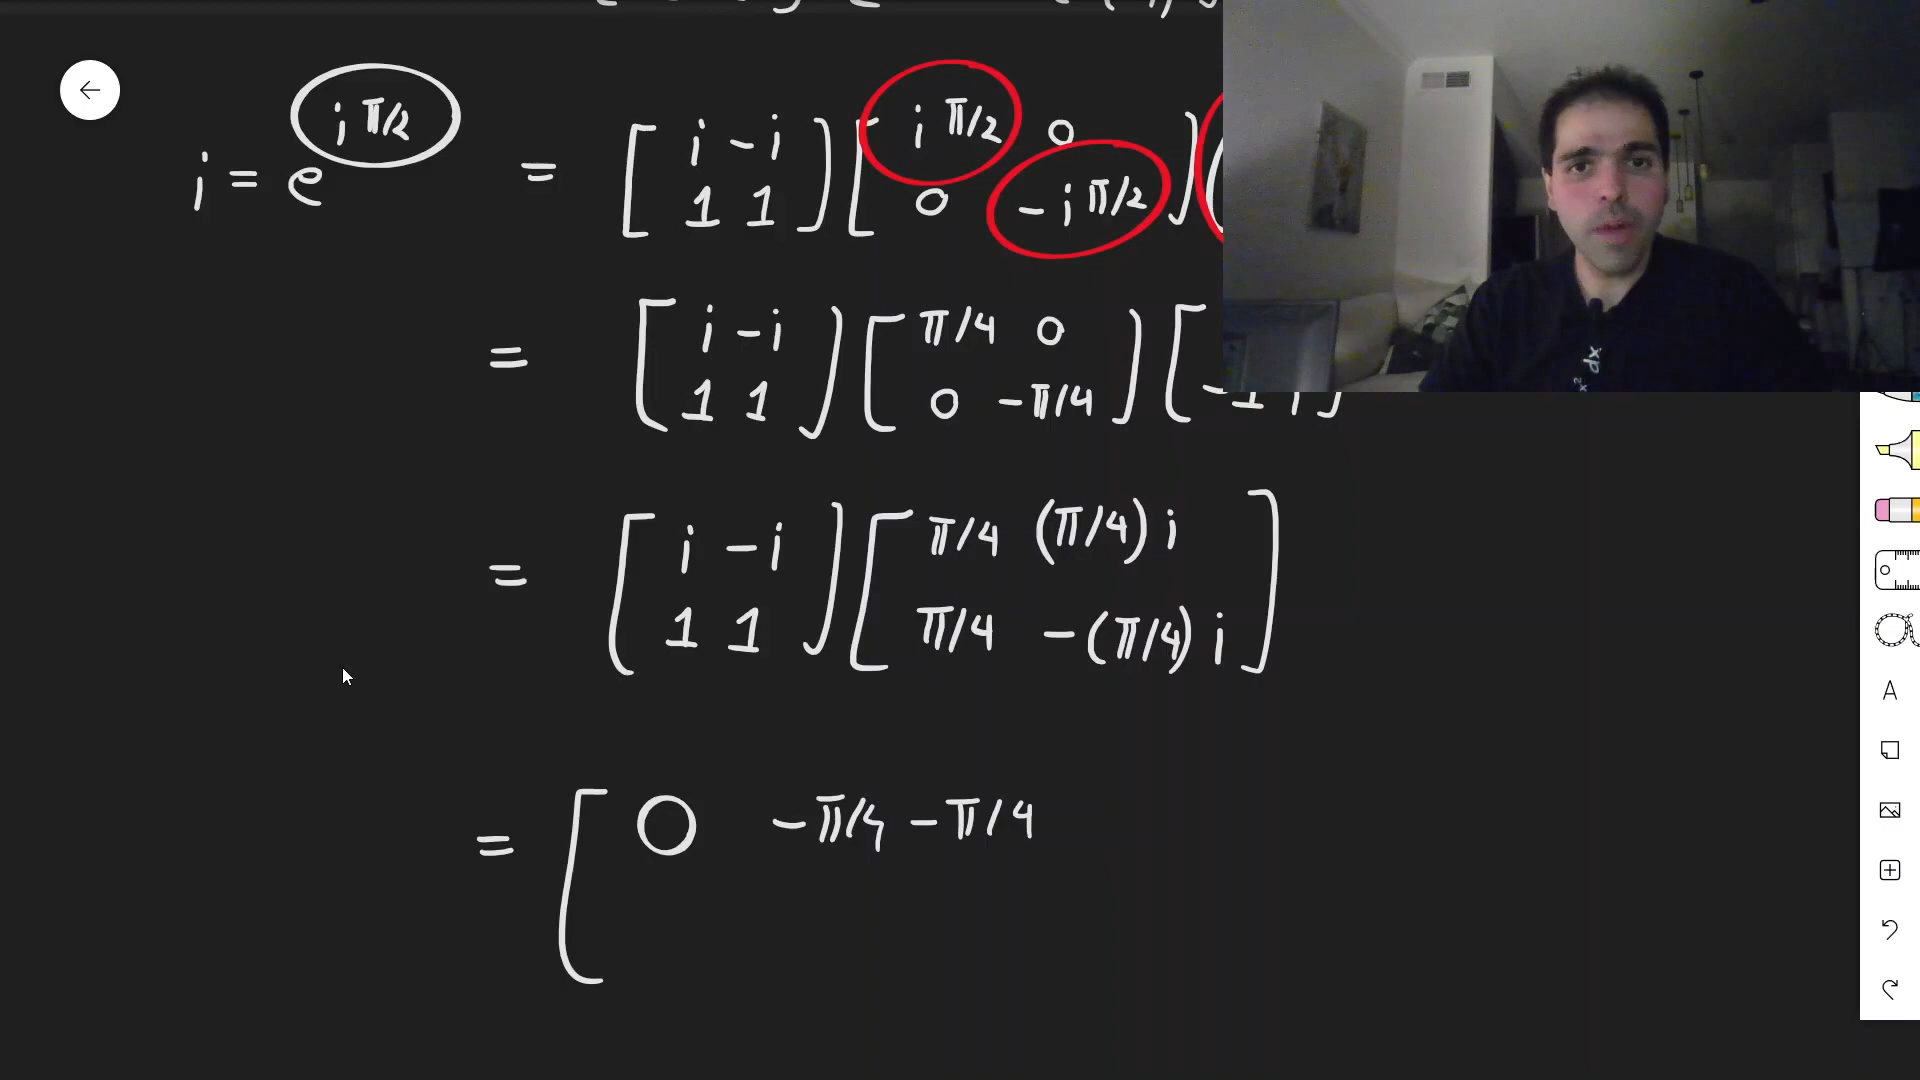 i = e^{iπ/2} = [i -i] [iπ/2 0]
[1 1] [0 -iπ/2]
= [i -i] [π/4 0] [
[1 1] [0 -π/4] [-1 i]
= [i -i] [π/4 (π/4)i]
[1 1] [π/4 -(π/4)i]
= [0 -π/4 -π/4
A